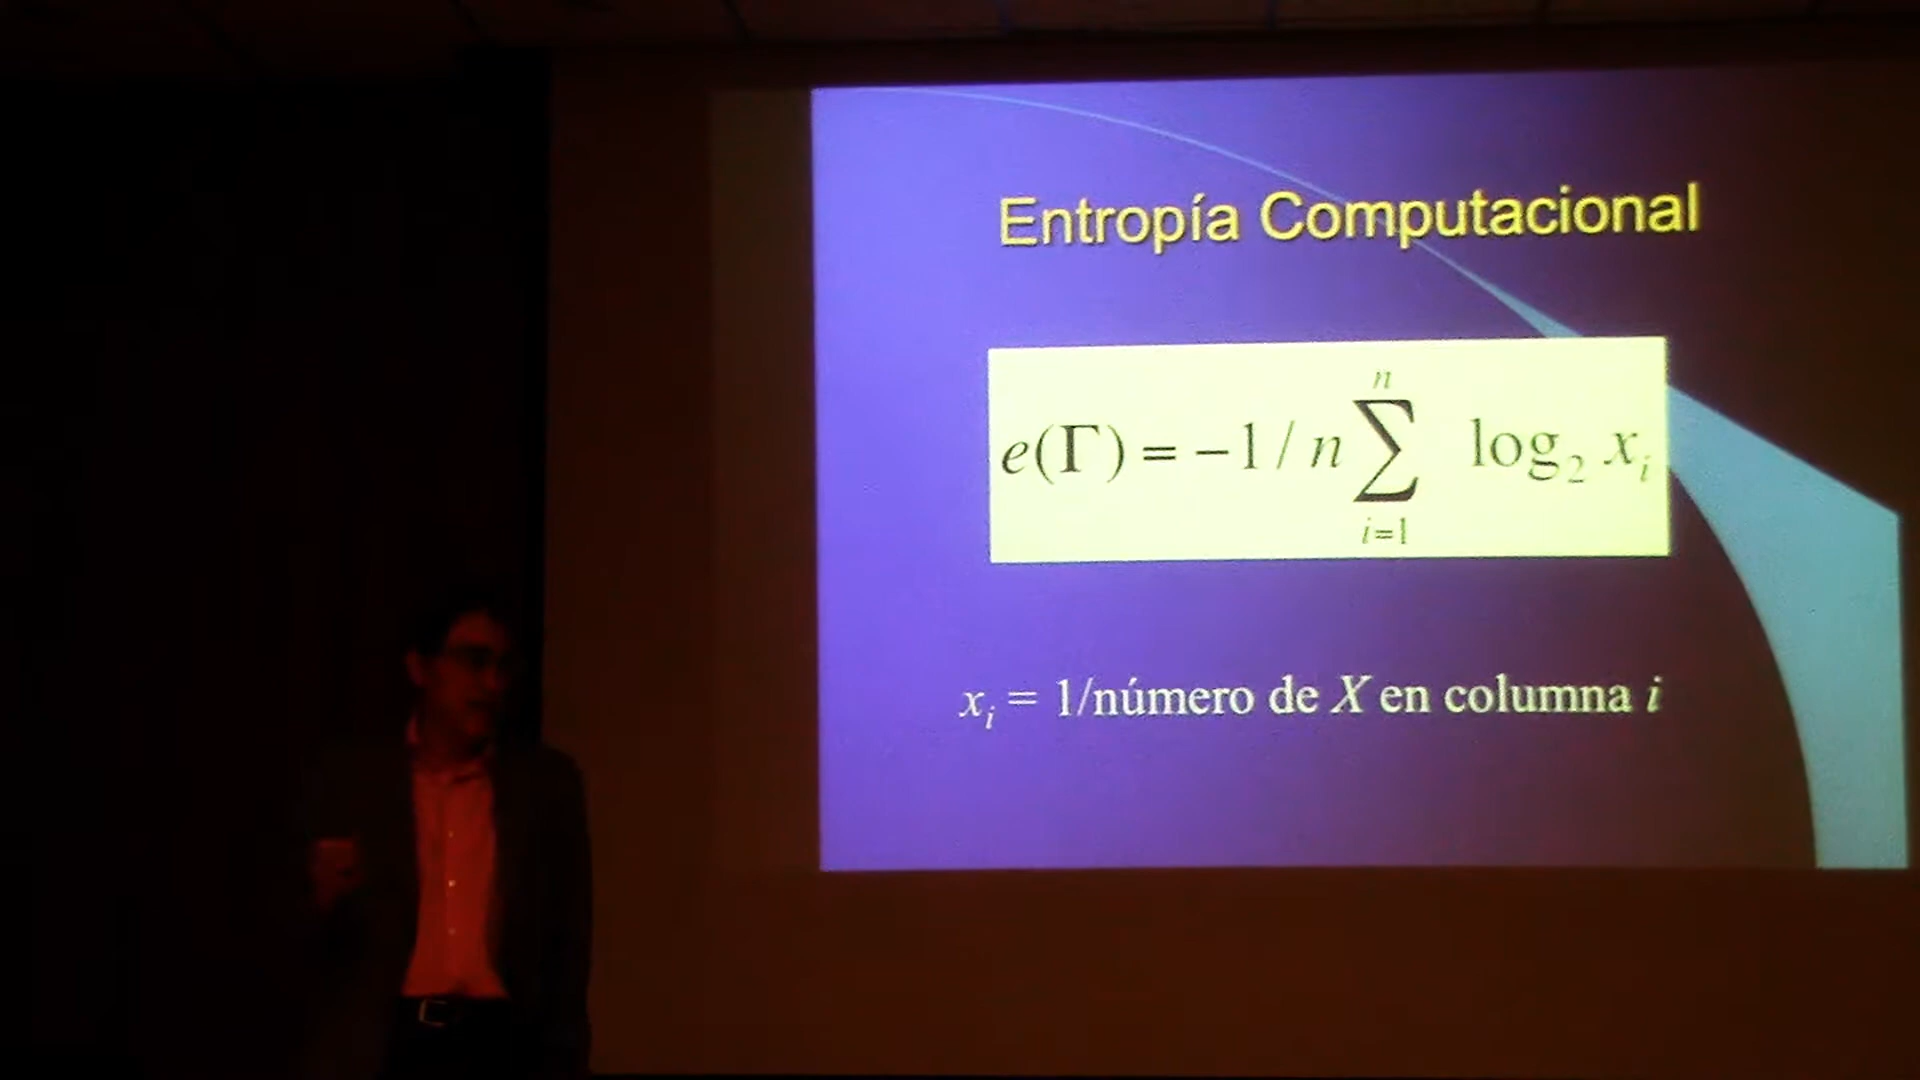 Entropía Computacional
n
e(Γ) = −1 / n ∑ log₂ xᵢ
i=1
xᵢ = 1/número de X en columna i